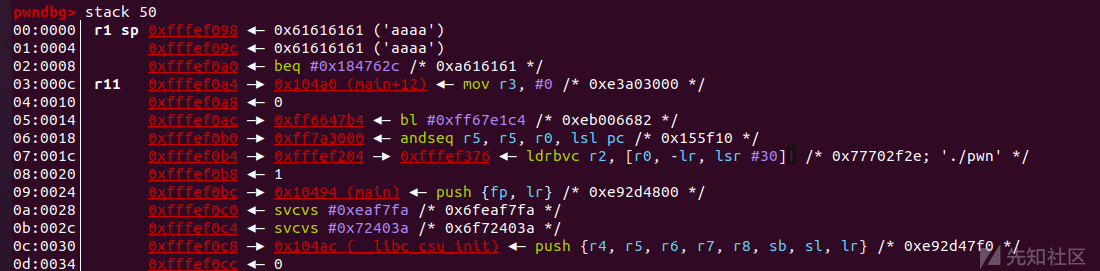 pwndbg> stack 50
00:0000│ r1 sp 0xfffef098 ◂— 0x61616161 ('aaaa')
01:0004│ 0xfffef09c ◂— 0x61616161 ('aaaa')
02:0008│ 0xfffef0a0 ◂— beq #0x184762c /* 0xa616161 */
03:000c│ r11 0xfffef0a4 —▸ 0x104a0 (main+12) ◂— mov r3, #0 /* 0xe3a03000 */
04:0010│ 0xfffef0a8 ◂— 0
05:0014│ 0xfffef0ac —▸ 0xff6647b4 ◂— bl #0xff67e1c4 /* 0xeb006682 */
06:0018│ 0xfffef0b0 —▸ 0xff7a3000 ◂— andseq r5, r5, r0, lsl pc /* 0x155f10 */
07:001c│ 0xfffef0b4 —▸ 0xfffef204 —▸ 0xfffef376 ◂— ldrbvc r2, [r0, -lr, lsr #30]! /* 0x77702f2e; './pwn' */
08:0020│ 0xfffef0b8 ◂— 1
09:0024│ 0xfffef0bc —▸ 0x10494 (main) ◂— push {fp, lr} /* 0xe92d4800 */
0a:0028│ 0xfffef0c0 ◂— svcvs #0xeaf7fa /* 0x6feaf7fa */
0b:002c│ 0xfffef0c4 ◂— svcvs #0x72403a /* 0x6f72403a */
0c:0030│ 0xfffef0c8 —▸ 0x104ac (__libc_csu_init) ◂— push {r4, r5, r6, r7, r8, sb, sl, lr} /* 0xe92d47f0 */
0d:0034│ 0xfffef0cc ◂— 0
先知社区